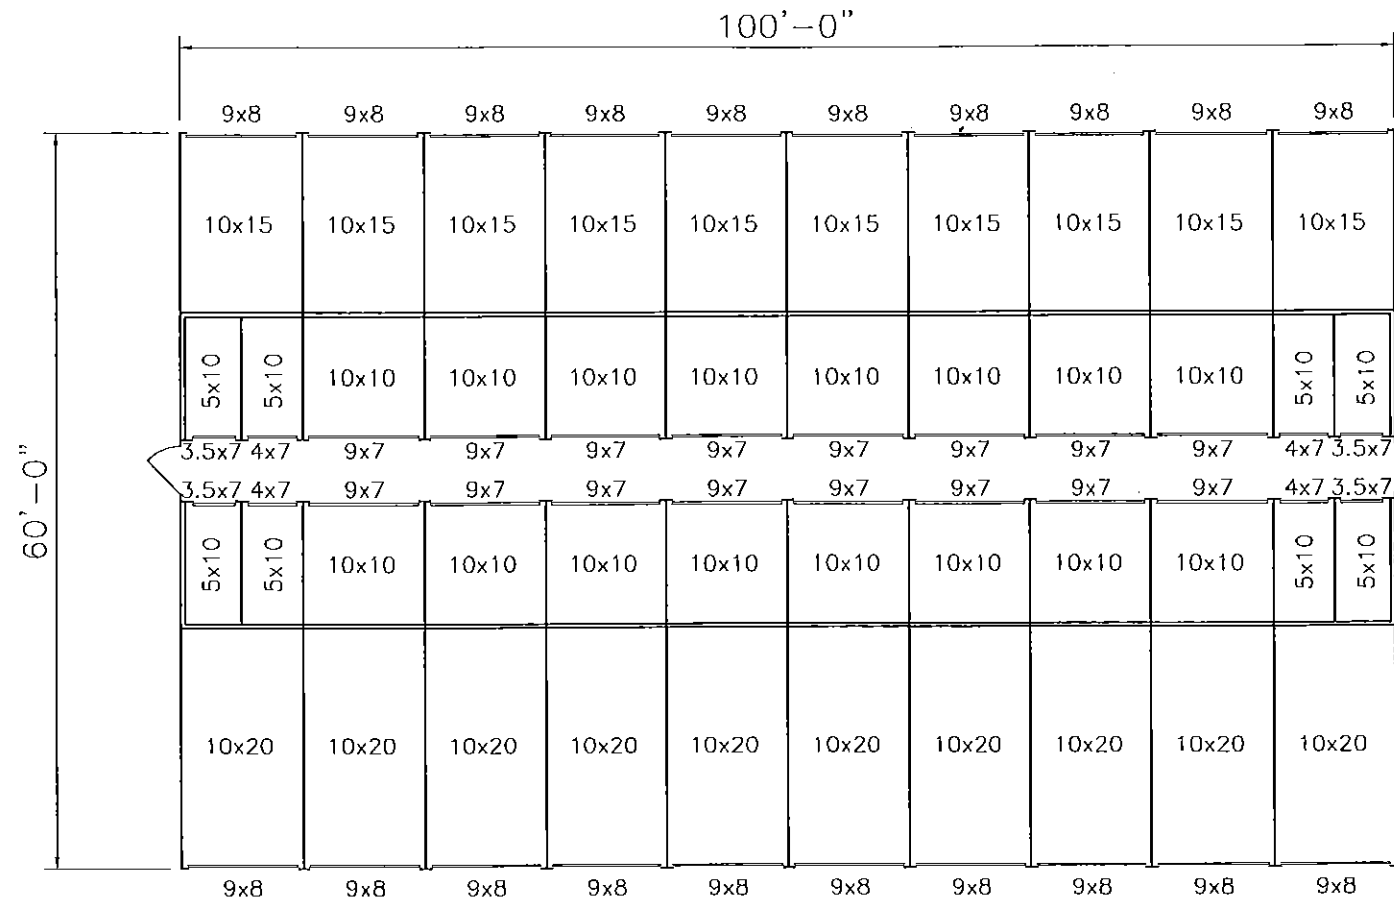 100'-0"
9x8 9x8 9x8 9x8 9x8 9x8 9x8 9x8 9x8 9x8
10x15 10x15 10x15 10x15 10x15 10x15 10x15 10x15 10x15 10x15
5x10 5x10 10x10 10x10 10x10 10x10 10x10 10x10 10x10 10x10 5x10 5x10
3.5x7 4x7 9x7 9x7 9x7 9x7 9x7 9x7 9x7 9x7 4x7 3.5x7
60'-0"
3.5x7 4x7 9x7 9x7 9x7 9x7 9x7 9x7 9x7 9x7 4x7 3.5x7
5x10 5x10 10x10 10x10 10x10 10x10 10x10 10x10 10x10 10x10 5x10 5x10
10x20 10x20 10x20 10x20 10x20 10x20 10x20 10x20 10x20 10x20
9x8 9x8 9x8 9x8 9x8 9x8 9x8 9x8 9x8 9x8